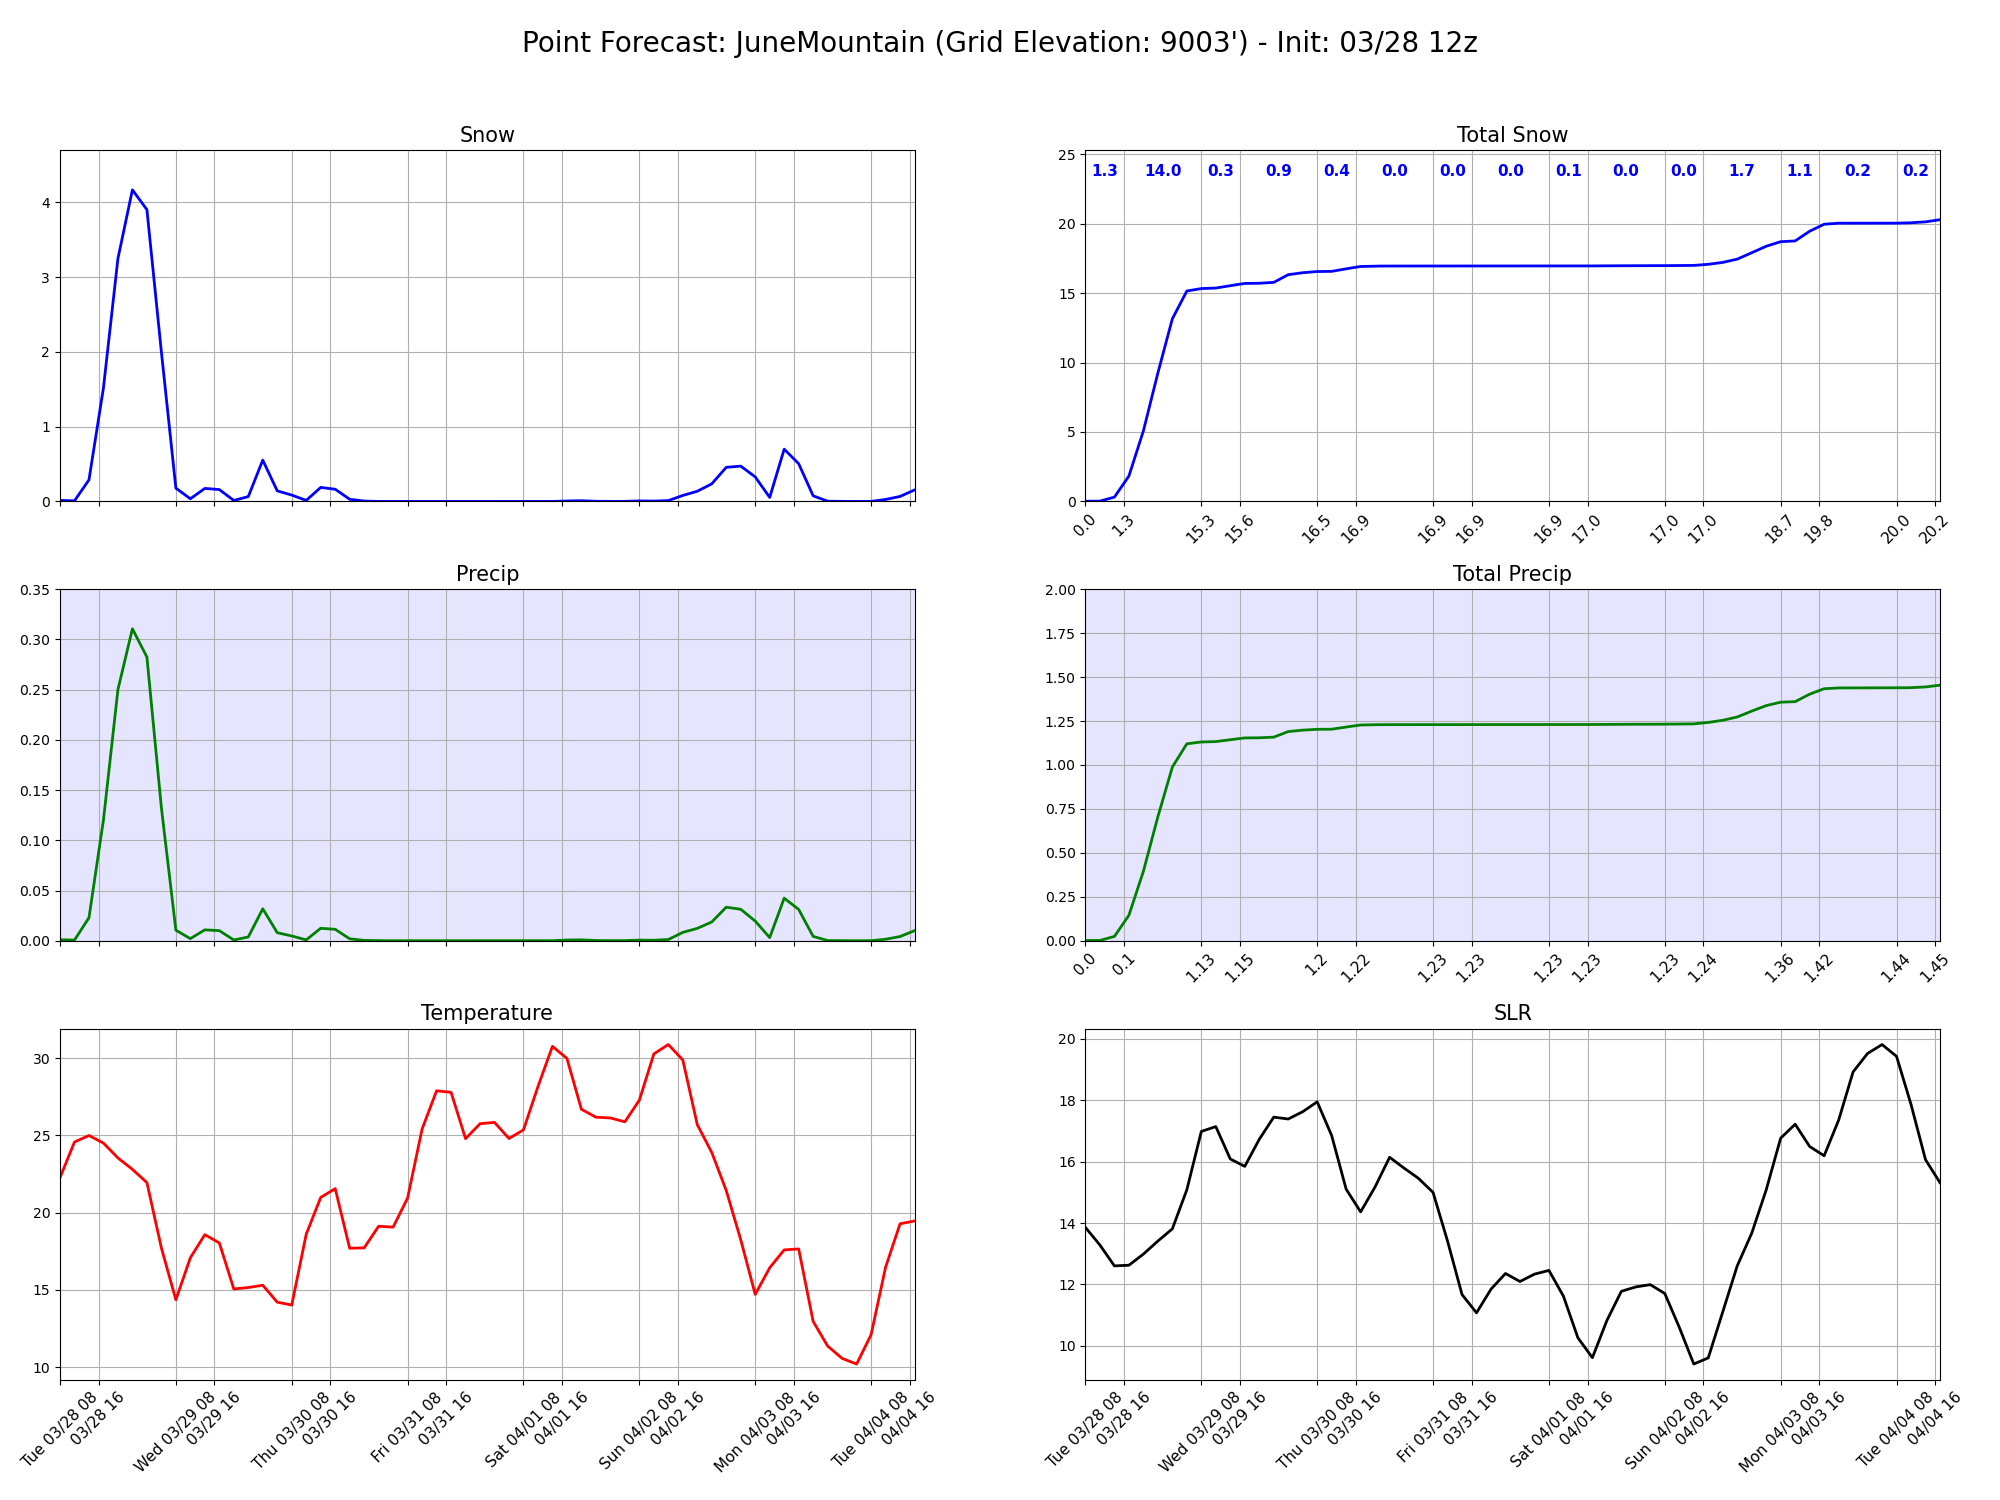 Point Forecast: JuneMountain (Grid Elevation: 9003') - Init: 03/28 12z
Snow
4
3
2
1
0
Total Snow
25
20
15
10
5
0
1.3 14.0 0.3 0.9 0.4 0.0 0.0 0.0 0.1 0.0 0.0 1.7 1.1 0.2 0.2
0.0 1.3 15.3 15.6 16.5 16.9 16.9 16.9 16.9 17.0 17.0 17.0 18.7 19.8 20.0 20.2
Precip
0.35
0.30
0.25
0.20
0.15
0.10
0.05
0.00
Total Precip
2.00
1.75
1.50
1.25
1.00
0.75
0.50
0.25
0.00
0.0 0.1 1.13 1.15 1.2 1.22 1.23 1.23 1.23 1.23 1.23 1.24 1.36 1.42 1.44 1.45
Temperature
30
25
20
15
10
Tue 03/28 08
03/28 16
Wed 03/29 08
03/29 16
Thu 03/30 08
03/30 16
Fri 03/31 08
03/31 16
Sat 04/01 08
04/01 16
Sun 04/02 08
04/02 16
Mon 04/03 08
04/03 16
Tue 04/04 08
04/04 16
SLR
20
18
16
14
12
10
Tue 03/28 08
03/28 16
Wed 03/29 08
03/29 16
Thu 03/30 08
03/30 16
Fri 03/31 08
03/31 16
Sat 04/01 08
04/01 16
Sun 04/02 08
04/02 16
Mon 04/03 08
04/03 16
Tue 04/04 08
04/04 16